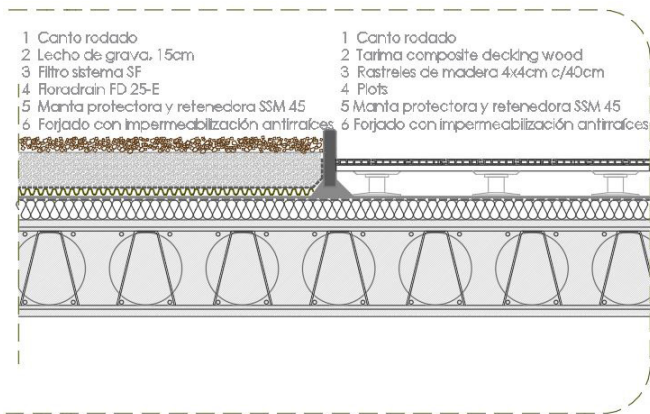 1 Canto rodado
2 Lecho de grava, 15cm
3 Filtro sistema SF
4 Floradrain FD 25-E
5 Manta protectora y retenedora SSM 45
6 Forjado con impermeabilización antirraíces
1 Canto rodado
2 Tarima composite decking wood
3 Rastreles de madera 4x4cm c/40cm
4 Plots
5 Manta protectora y retenedora SSM 45
6 Forjado con impermeabilización antirraíces